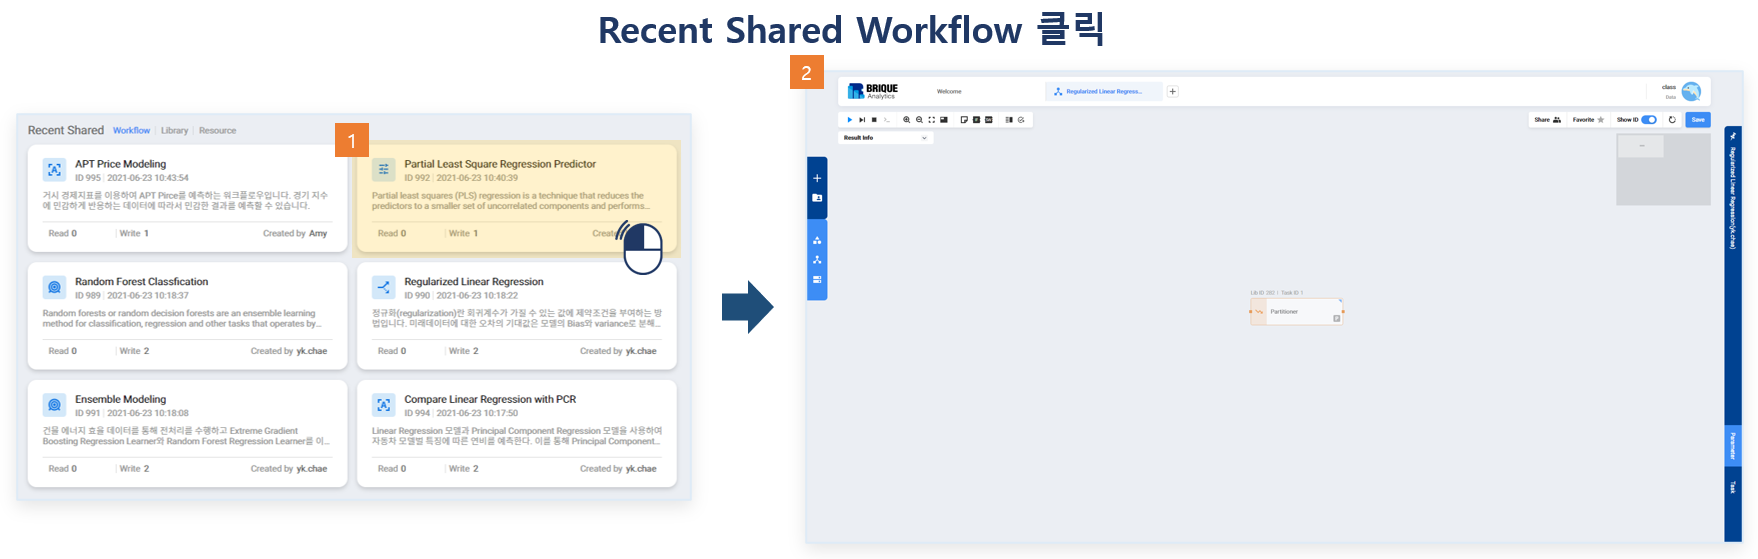 Recent Shared Workflow 클릭
Recent Shared Workflow | Library | Resource
1
APT Price Modeling
ID 995 | 2021-06-23 10:43:54
거시 경제지표를 이용하여 APT Pirce를 예측하는 워크플로우입니다. 경기 지수
에 민감하게 반응하는 데이터에 따라서 민감한 결과를 예측할 수 있습니다.
Read 0 | Write 1 Created by Amy
Partial Least Square Regression Predictor
ID 992 | 2021-06-23 10:40:39
Partial least squares (PLS) regression is a technique that reduces the
predictors to a smaller set of uncorrelated components and performs...
Read 0 | Write 1
Random Forest Classfication
ID 989 | 2021-06-23 10:18:37
Random forests or random decision forests are an ensemble learning
method for classification, regression and other tasks that operates by...
Read 0 | Write 2 Created by yk.chae
Regularized Linear Regression
ID 990 | 2021-06-23 10:18:22
정규화(regularization)란 회귀계수가 가질 수 있는 값에 제약조건을 부여하는 방
법입니다. 미래데이터에 대한 오차의 기대값은 모델의 Bias와 variance로 분해...
Read 0 | Write 2 Created by yk.chae
Ensemble Modeling
ID 991 | 2021-06-23 10:18:08
건물 에너지 효율 데이터를 통해 전처리를 수행하고 Extreme Gradient
Boosting Regression Learner와 Random Forest Regression Learner를 이...
Read 0 | Write 2 Created by yk.chae
Compare Linear Regression with PCR
ID 994 | 2021-06-23 10:17:50
Linear Regression 모델과 Principal Component Regression 모델을 사용하여
자동차 모델별 특징에 따른 연비를 예측한다. 이를 통해 Principal Component...
Read 0 | Write 2 Created by yk.chae
2
BRIQUE
Analytics
Welcome
Regularized Linear Regress...
class
Data
Share
Favorite
Show ID
Save
Result Info
Lib ID 282 | Task ID 1
Partitioner
Regularized Linear Regression(yk.chae)
Parameter
Task